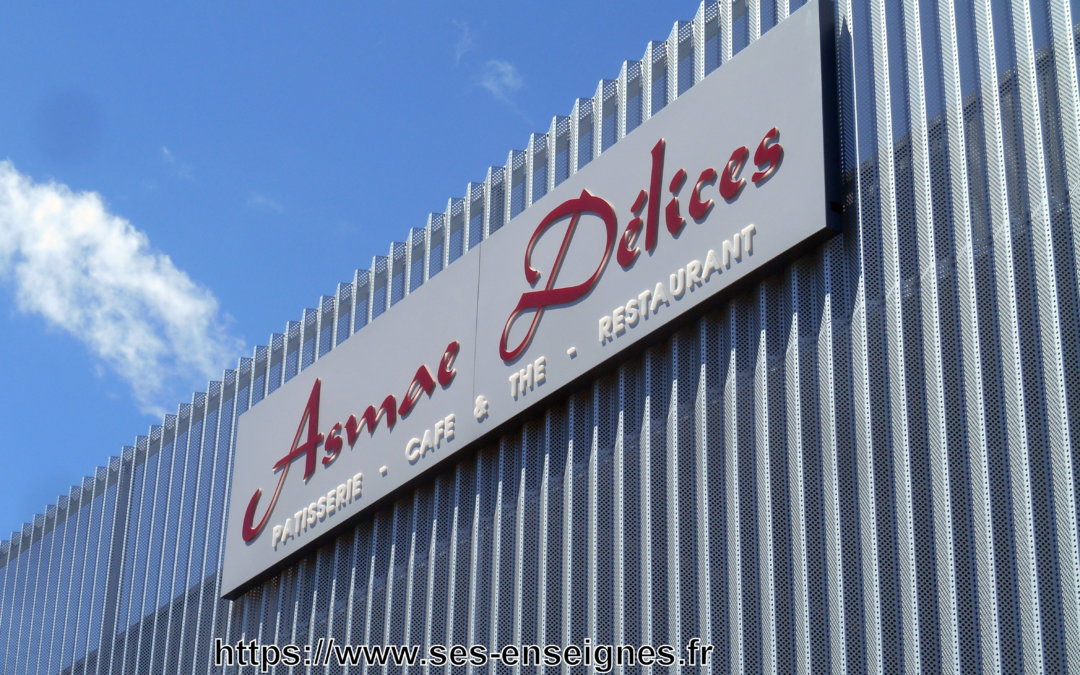 Asmae Délices
PATISSERIE - CAFE & THE - RESTAURANT
https://www.ses-enseignes.fr